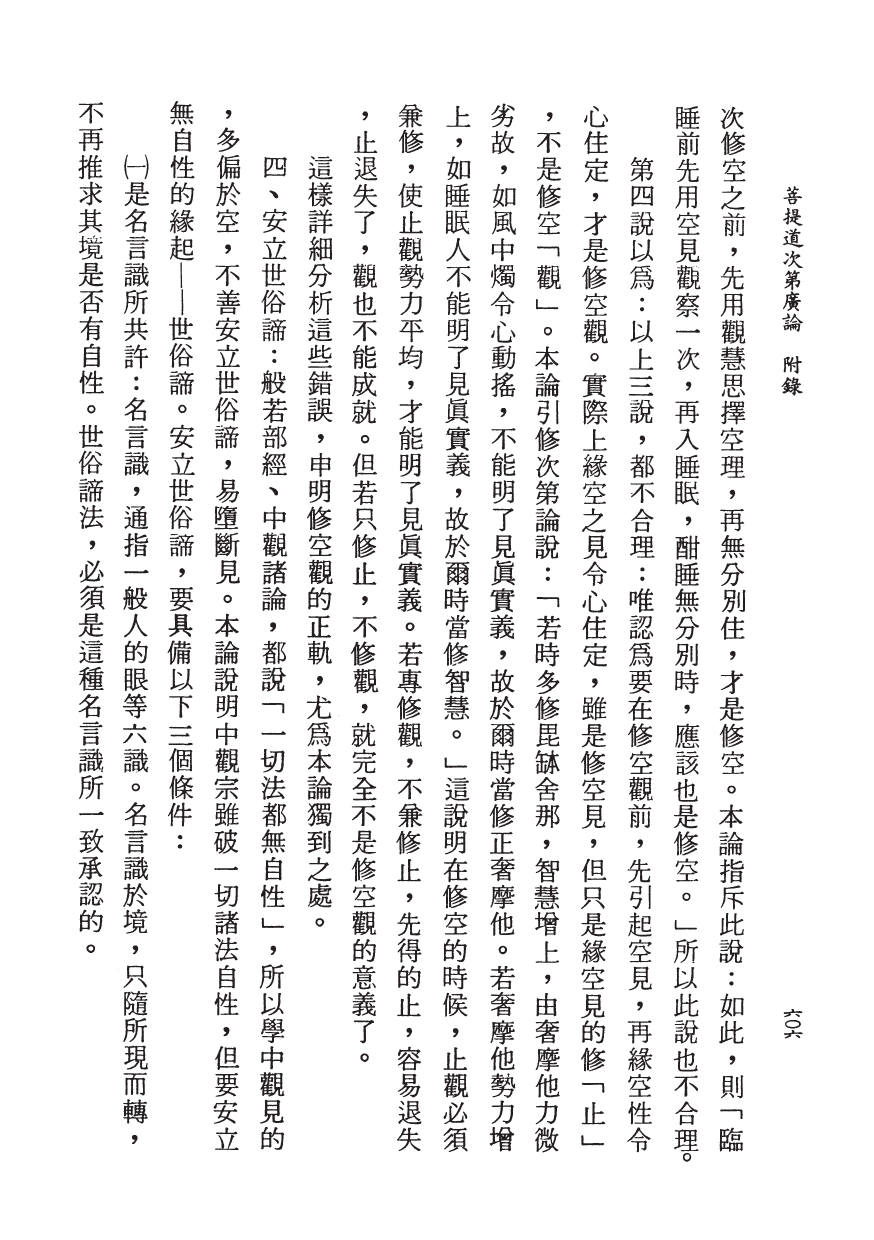 菩提道次第廣論　附錄
六〇六
次修空之前，先用觀慧思擇空理，再無分別住，才是修空。本論指斥此說：如此，則「臨
睡前先用空見觀察一次，再入睡眠，酣睡無分別時，應該也是修空。」所以此說也不合理。
第四說以爲：以上三說，都不合理：唯認爲要在修空觀前，先引起空見，再緣空性令
心住定，才是修空觀。實際上緣空之見令心住定，雖是修空見，但只是緣空見的修「止」
，不是修空「觀」。本論引修次第論說：「若時多修毘缽舍那，智慧增上，由奢摩他力微
劣故，如風中燭令心動搖，不能明了見眞實義，故於爾時當修正奢摩他。若奢摩他勢力增
上，如睡眠人不能明了見眞實義，故於爾時當修智慧。」這說明在修空的時候，止觀必須
兼修，使止觀勢力平均，才能明了見眞實義。若專修觀，不兼修止，先得的止，容易退失
，止退失了，觀也不能成就。但若只修止，不修觀，就完全不是修空觀的意義了。
這樣詳細分析這些錯誤，申明修空觀的正軌，尤爲本論獨到之處。
四、安立世俗諦：般若部經、中觀諸論，都說「一切法都無自性」，所以學中觀見的
，多偏於空，不善安立世俗諦，易墮斷見。本論說明中觀宗雖破一切諸法自性，但要安立
無自性的緣起——世俗諦。安立世俗諦，要具備以下三個條件：
㈠是名言識所共許：名言識，通指一般人的眼等六識。名言識於境，只隨所現而轉，
不再推求其境是否有自性。世俗諦法，必須是這種名言識所一致承認的。